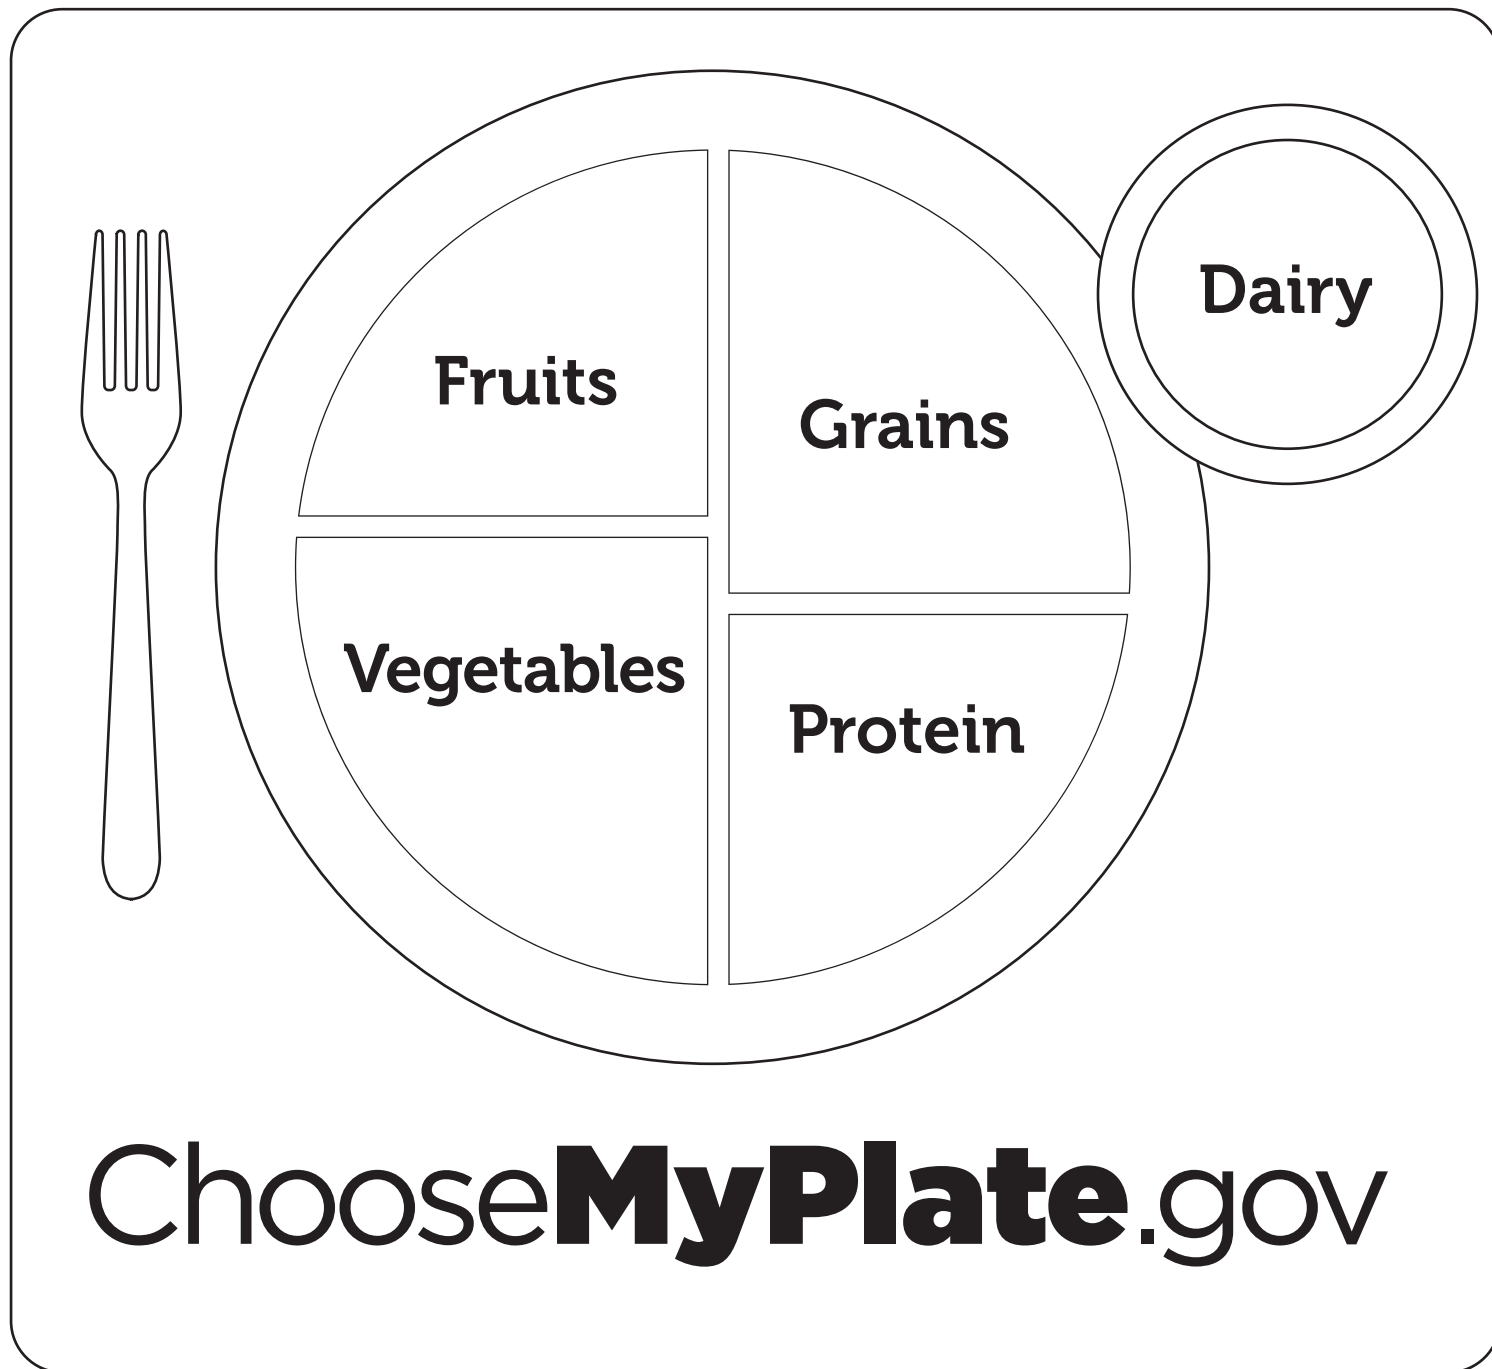 Dairy
Fruits
Grains
Vegetables
Protein
ChooseMyPlate.gov